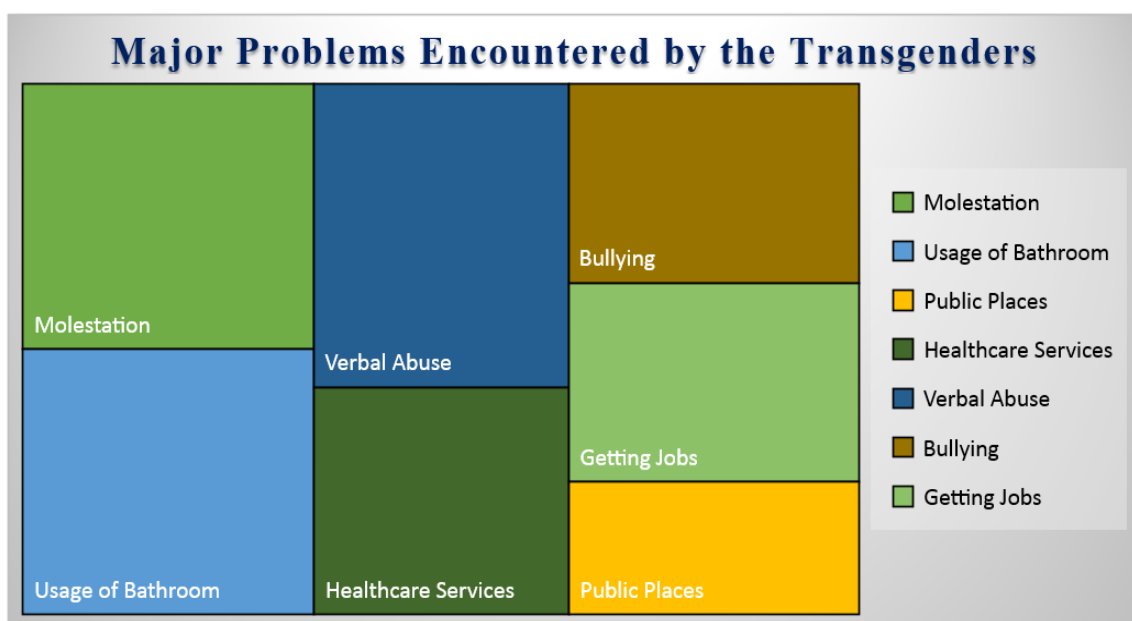 Major Problems Encountered by the Transgenders
Molestation
Usage of Bathroom
Verbal Abuse
Healthcare Services
Bullying
Getting Jobs
Public Places
Molestation
Usage of Bathroom
Public Places
Healthcare Services
Verbal Abuse
Bullying
Getting Jobs